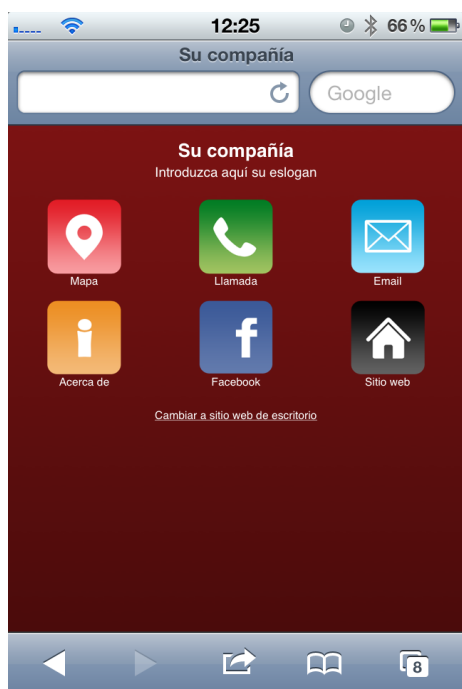 12:25 66 %
Su compañía
Google
Su compañía
Introduzca aquí su eslogan
Mapa Llamada Email
Acerca de Facebook Sitio web
Cambiar a sitio web de escritorio
8